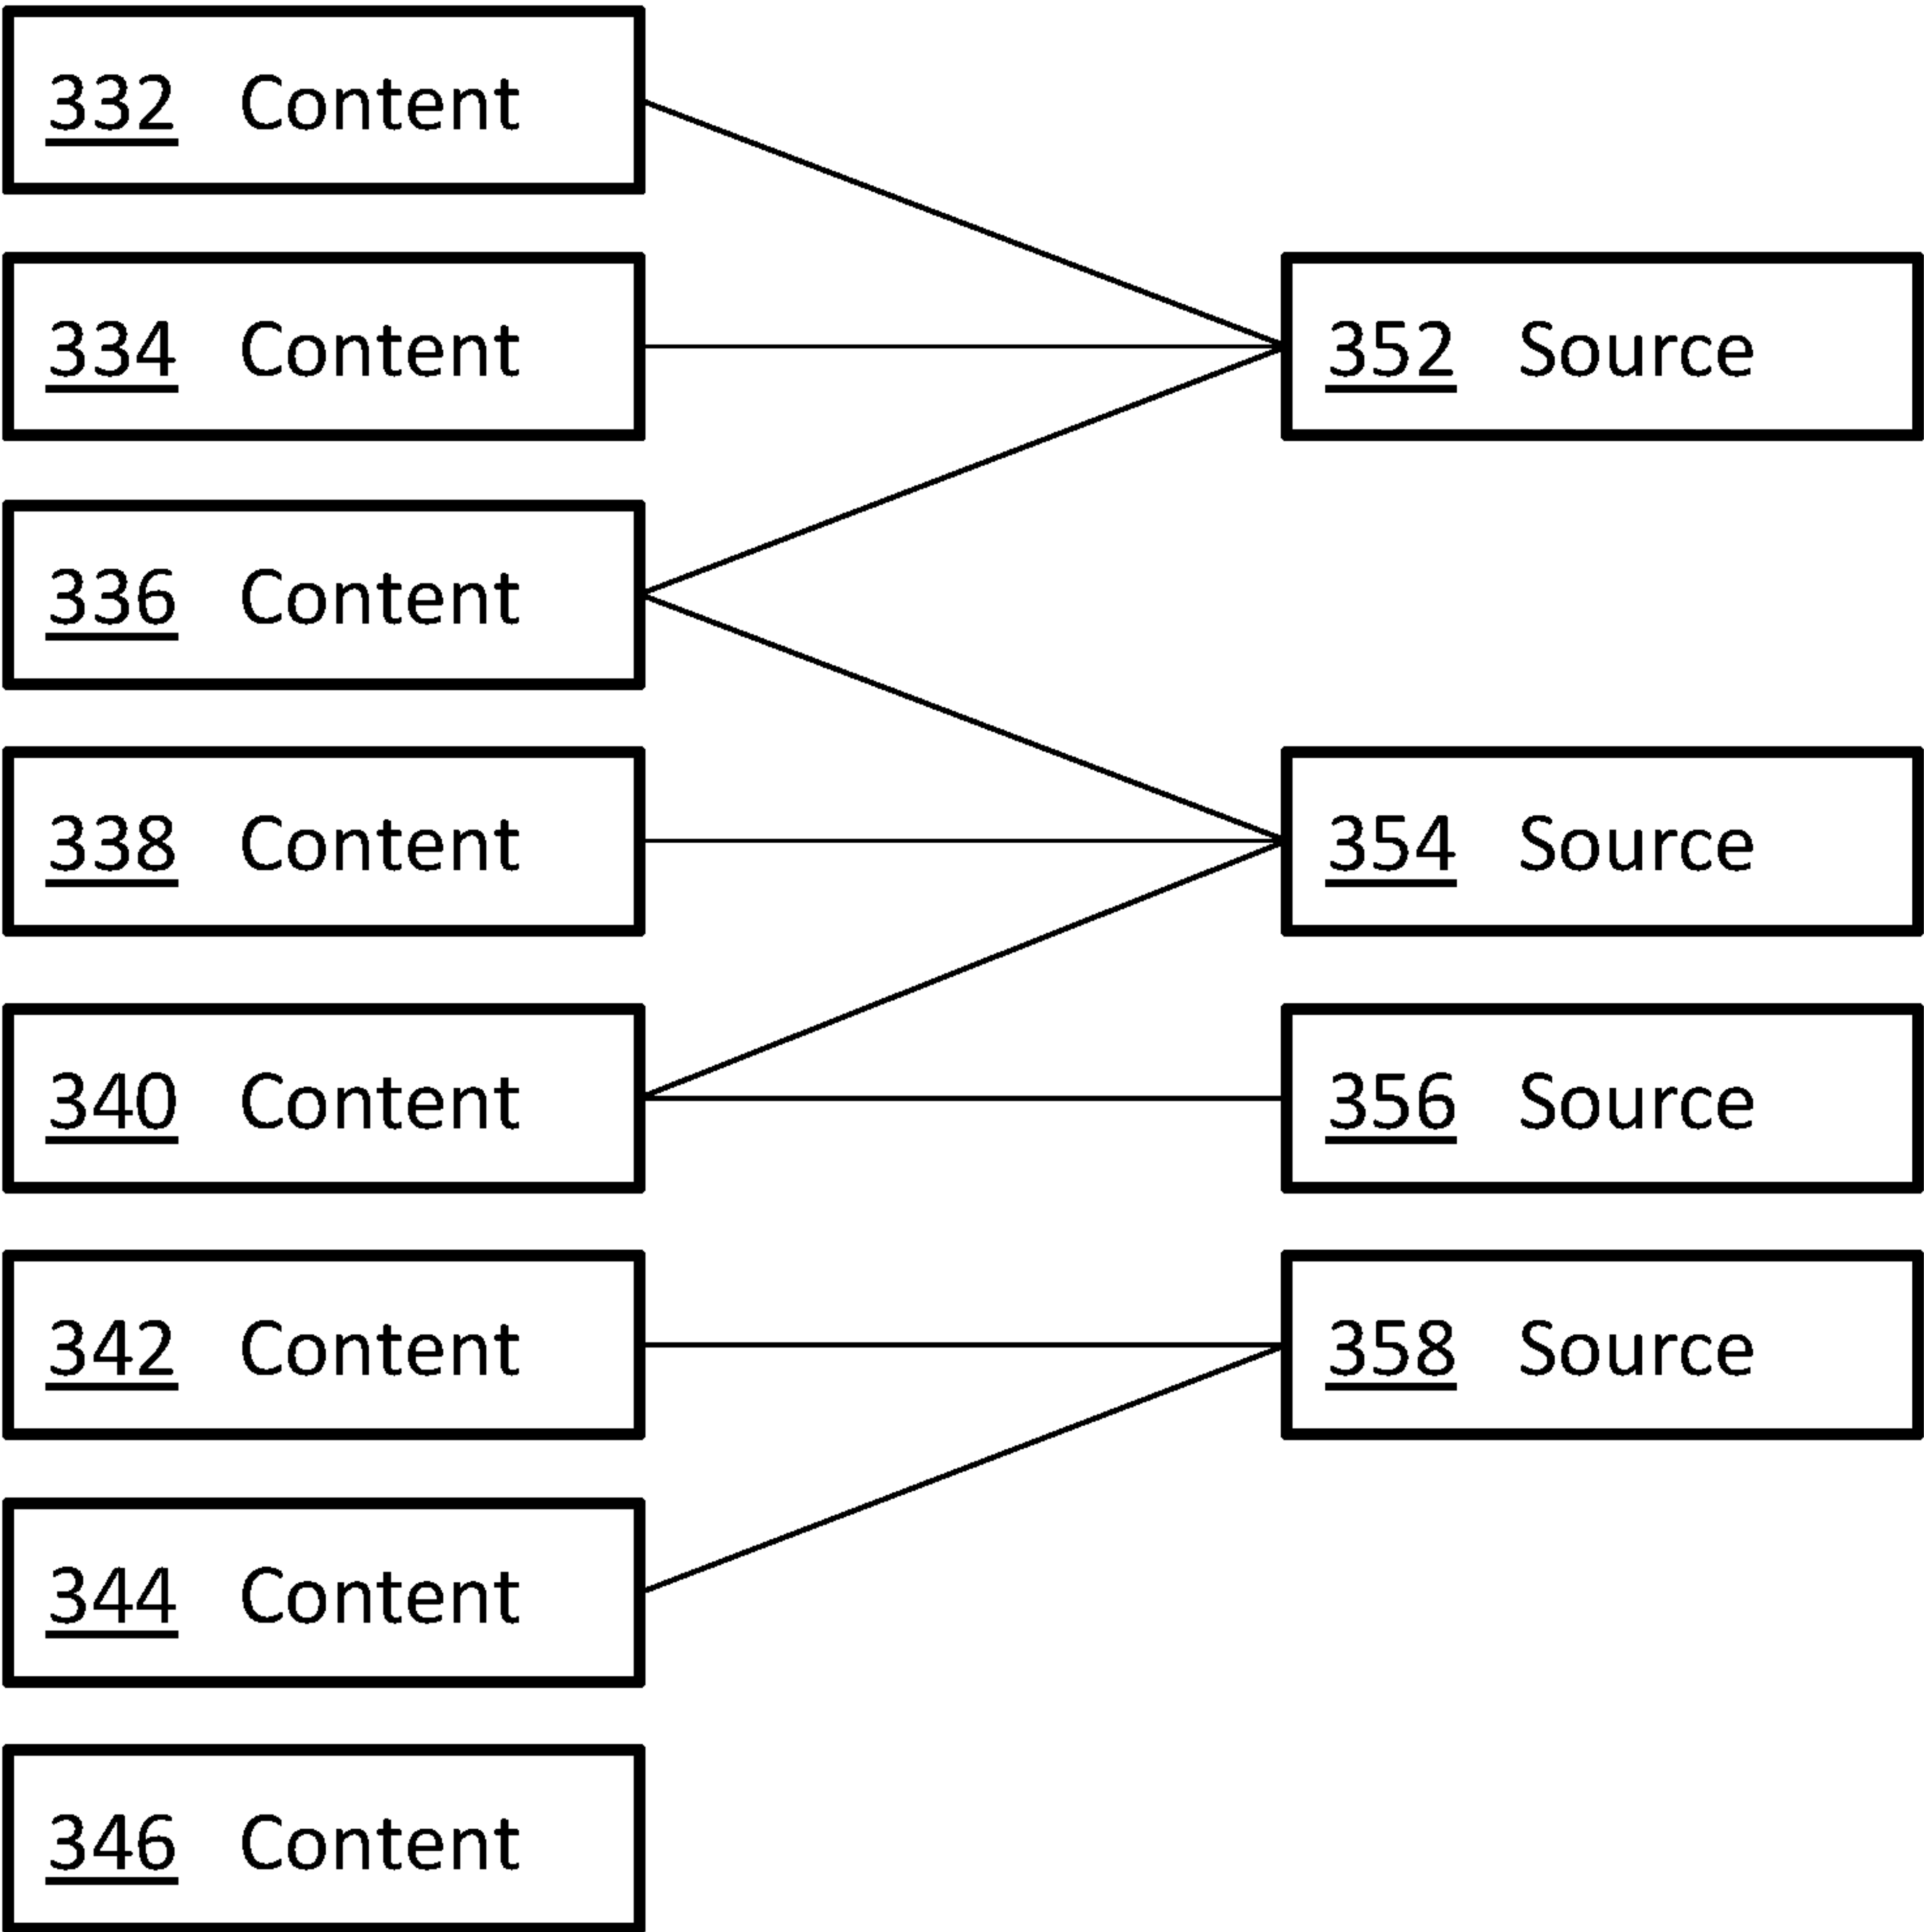 332 Content
334 Content
352 Source
336 Content
338 Content
354 Source
340 Content
356 Source
342 Content
358 Source
344 Content
346 Content